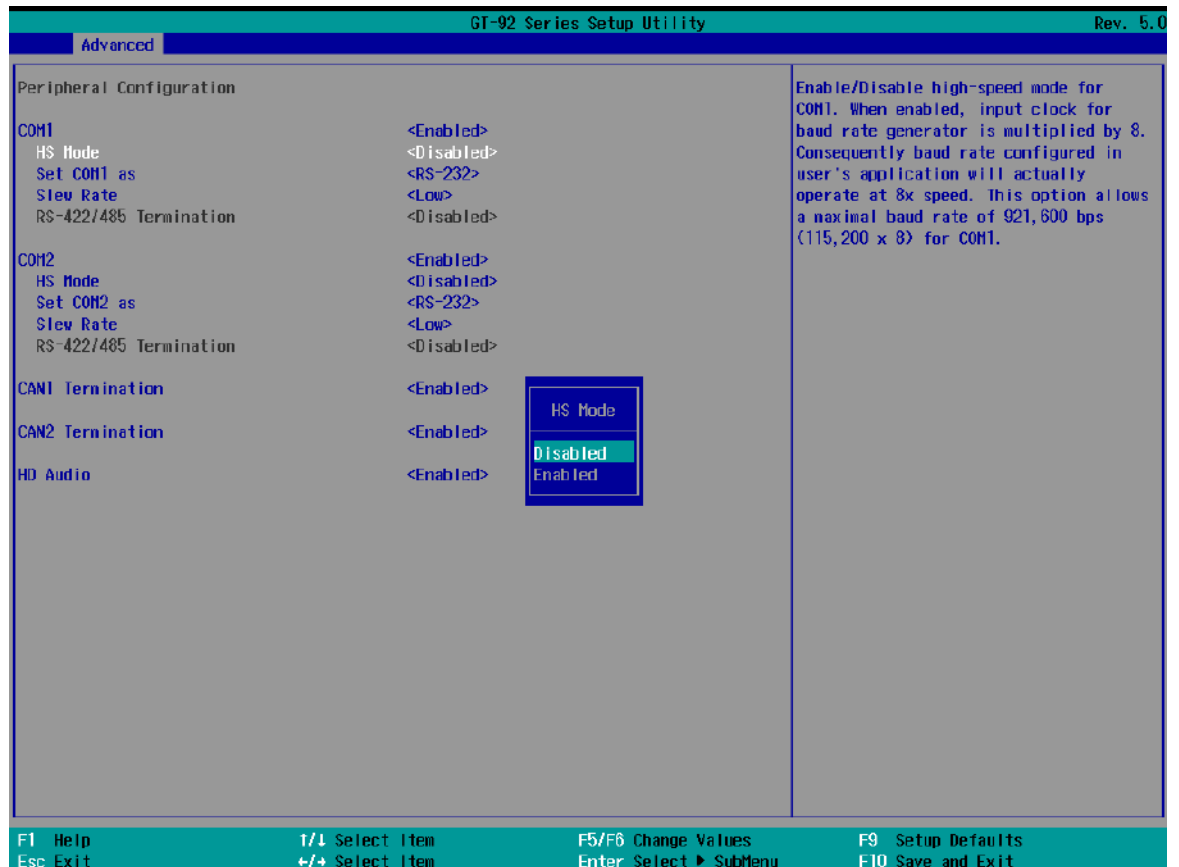 GT-92 Series Setup Utility Rev. 5.0
Advanced
Peripheral Configuration
COM1 <Enabled>
HS Mode <Disabled>
Set COM1 as <RS-232>
Slew Rate <Low>
RS-422/485 Termination <Disabled>
COM2 <Enabled>
HS Mode <Disabled>
Set COM2 as <RS-232>
Slew Rate <Low>
RS-422/485 Termination <Disabled>
CAN1 Termination <Enabled>
CAN2 Termination <Enabled>
HD Audio <Enabled>
HS Mode
Disabled
Enabled
Enable/Disable high-speed mode for
COM1. When enabled, input clock for
baud rate generator is multiplied by 8.
Consequently baud rate configured in
user's application will actually
operate at 8x speed. This option allows
a maximal baud rate of 921,600 bps
(115,200 x 8) for COM1.
F1 Help ↑/↓ Select Item F5/F6 Change Values F9 Setup Defaults
Esc Exit ←/→ Select Item Enter Select ▶ SubMenu F10 Save and Exit